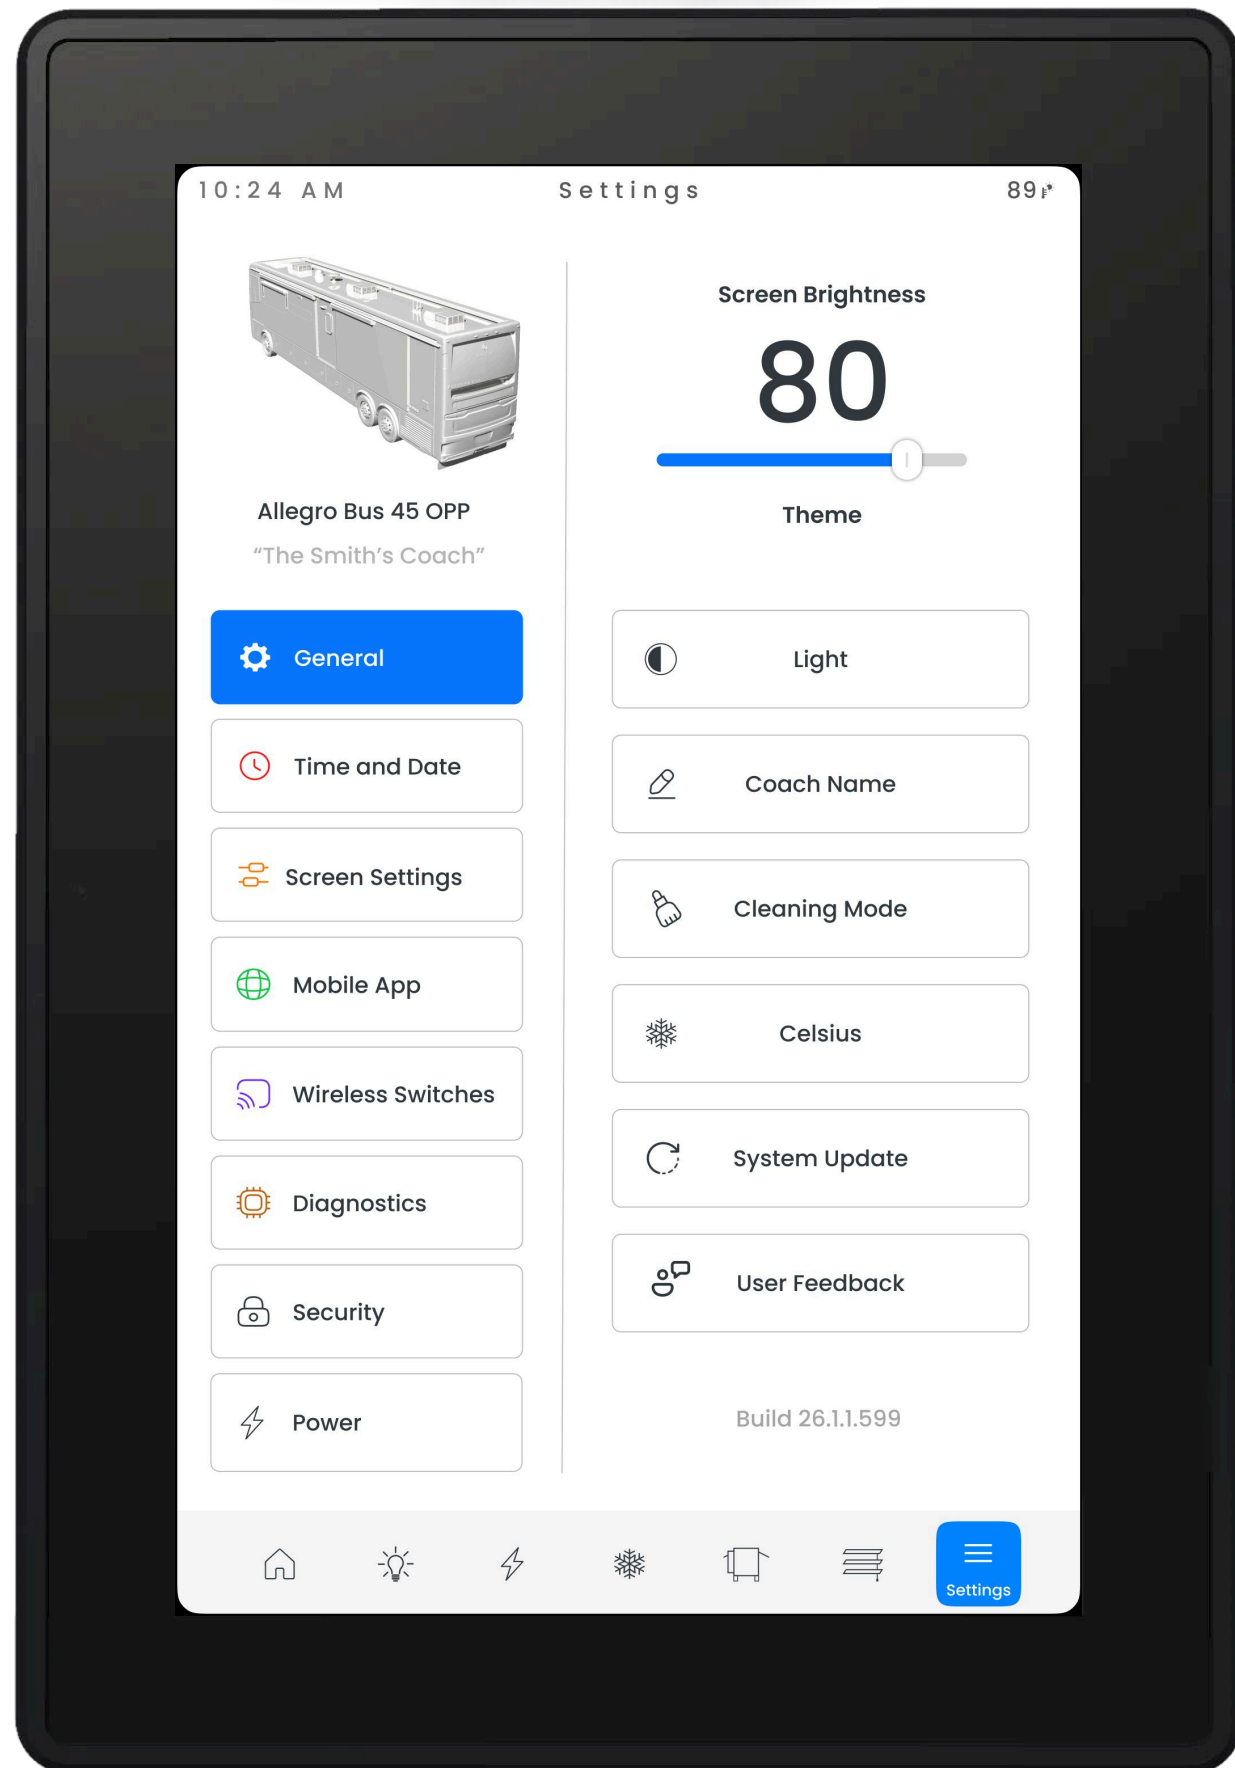 10:24 AM
Settings
89
Allegro Bus 45 OPP
“The Smith’s Coach”
General
Time and Date
Screen Settings
Mobile App
Wireless Switches
Diagnostics
Security
Power
Screen Brightness
80
Theme
Light
Coach Name
Cleaning Mode
Celsius
System Update
User Feedback
Build 26.1.1.599
Settings